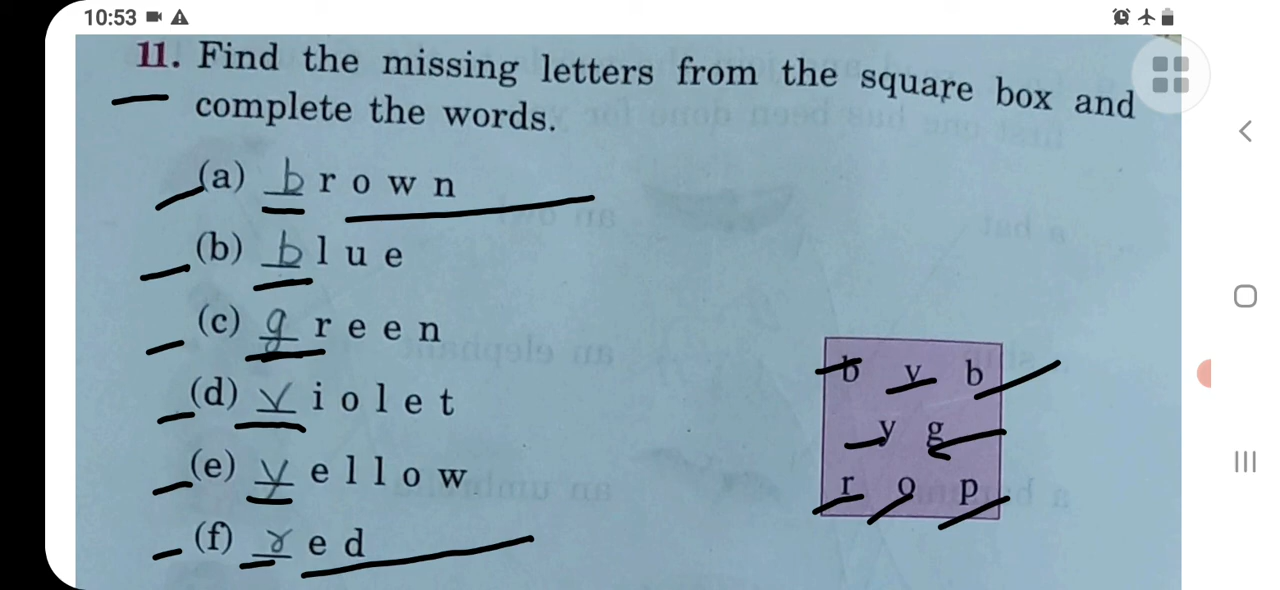 10:53
11. Find the missing letters from the square box and
complete the words.
(a) b r o w n
(b) b l u e
(c) g r e e n
(d) v i o l e t
(e) y e l l o w
(f) r e d
b v b
y g
r o p